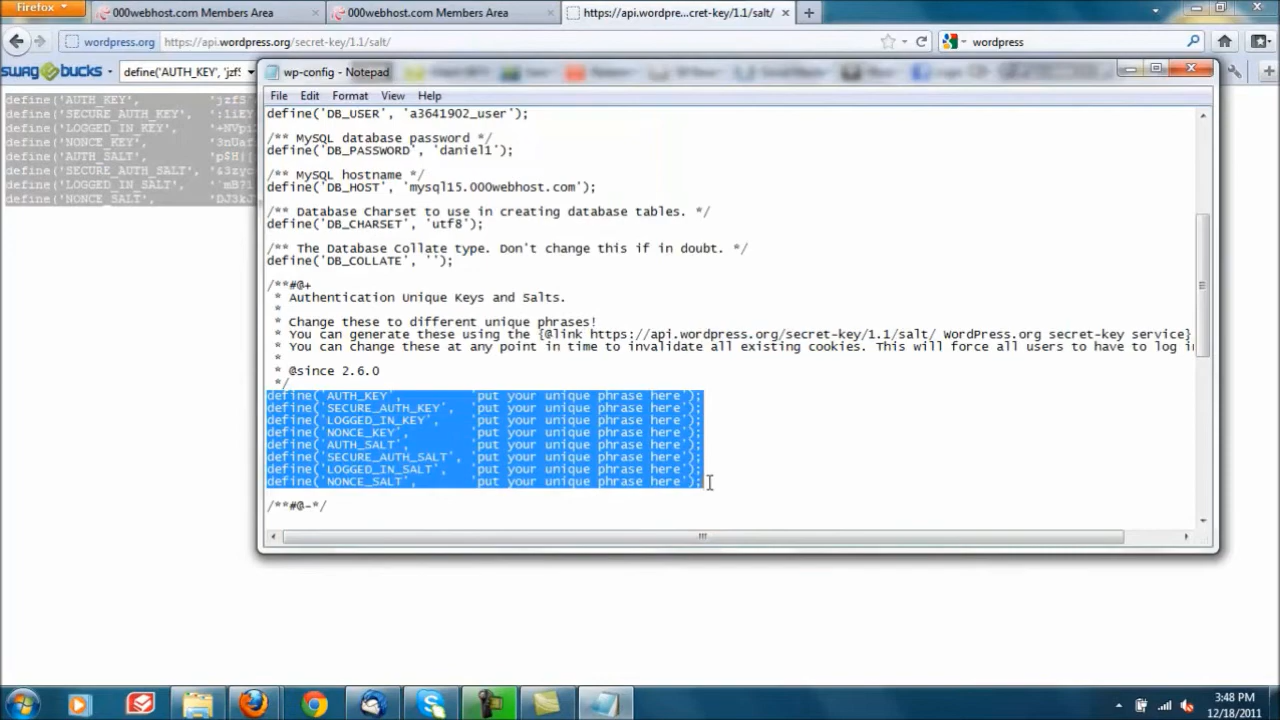 Firefox
000webhost.com Members Area
000webhost.com Members Area
https://api.wordpre...cret-key/1.1/salt/
wordpress.org
https://api.wordpress.org/secret-key/1.1/salt/
wordpress
swagbucks
define('AUTH_KEY', 'jzfS
wp-config - Notepad
File Edit Format View Help
define('AUTH_KEY', 'jzfS
define('SECURE_AUTH_KEY', ':1iEY
define('LOGGED_IN_KEY',
define('NONCE_KEY', '3nUaf
define('AUTH_SALT',
define('SECURE_AUTH_SALT', '&3zyc
define('LOGGED_IN_SALT',
define('NONCE_SALT', 'DJ3kJ
define('DB_USER', 'a3641902_user');
/** MySQL database password */
define('DB_PASSWORD', 'daniel1');
/** MySQL hostname */
define('DB_HOST', 'mysql15.000webhost.com');
/** Database Charset to use in creating database tables. */
define('DB_CHARSET', 'utf8');
/** The Database Collate type. Don't change this if in doubt. */
define('DB_COLLATE', '');
/**#@+
* Authentication Unique Keys and Salts.
*
* Change these to different unique phrases!
* You can generate these using the {@link https://api.wordpress.org/secret-key/1.1/salt/ WordPress.org secret-key service}
* You can change these at any point in time to invalidate all existing cookies. This will force all users to have to log in
*
* @since 2.6.0
*/
define('AUTH_KEY', 'put your unique phrase here');
define('SECURE_AUTH_KEY', 'put your unique phrase here');
define('LOGGED_IN_KEY', 'put your unique phrase here');
define('NONCE_KEY', 'put your unique phrase here');
define('AUTH_SALT', 'put your unique phrase here');
define('SECURE_AUTH_SALT', 'put your unique phrase here');
define('LOGGED_IN_SALT', 'put your unique phrase here');
define('NONCE_SALT', 'put your unique phrase here');
/**#@-*/
3:48 PM
12/18/2011